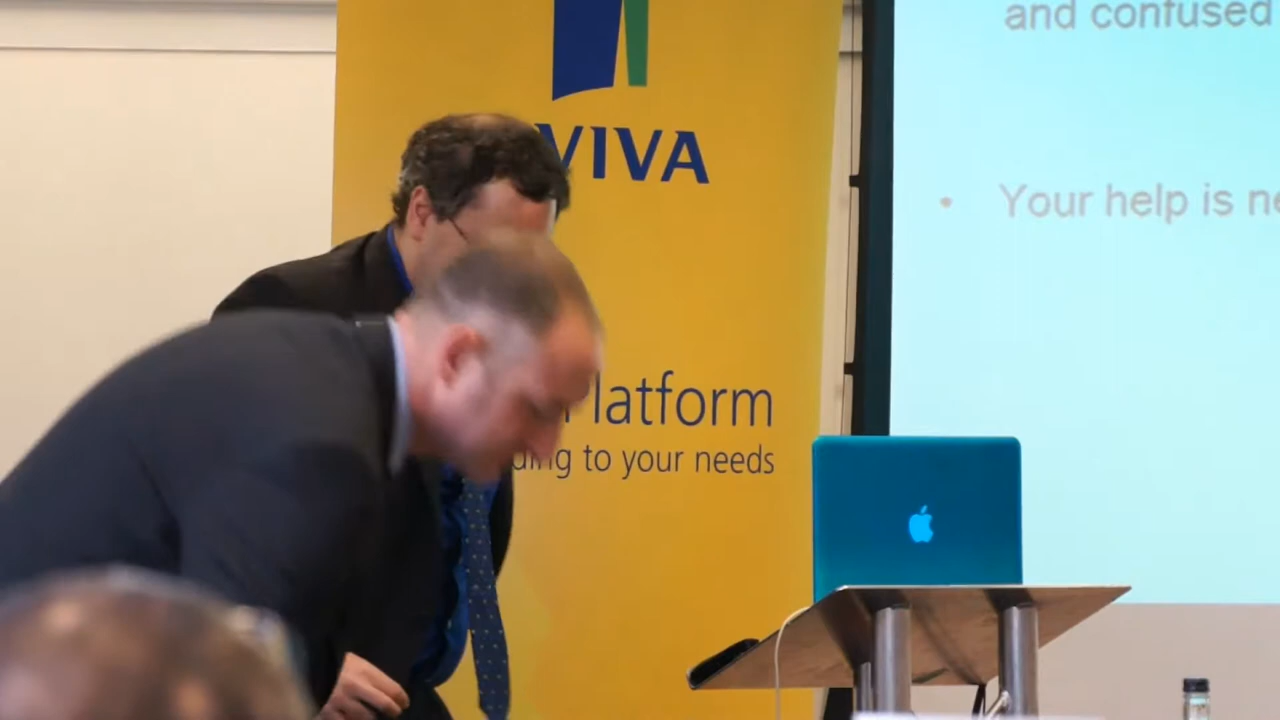 VIVA
latform
ding to your needs
and confused
• Your help is ne